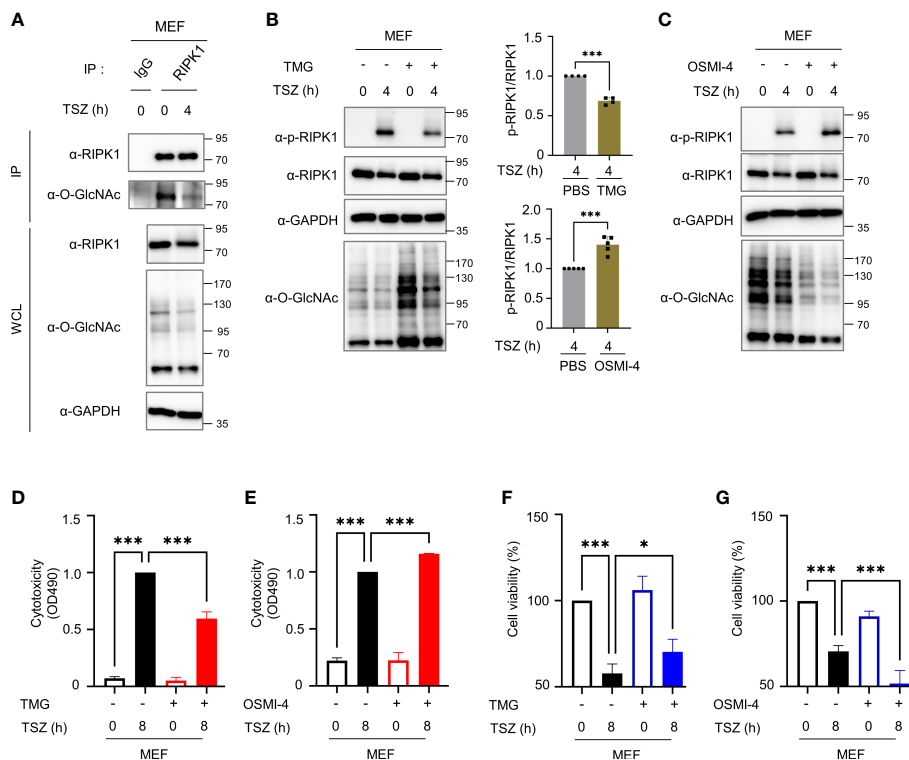 A
MEF
IP :
IgG
RIPK1
TSZ (h)
0
0
4
IP
α-RIPK1
95
70
α-O-GlcNAc
95
70
WCL
α-RIPK1
95
70
α-O-GlcNAc
170
130
95
70
α-GAPDH
35
B
MEF
TMG
- - + +
TSZ (h)
0 4 0 4
α-p-RIPK1
95
70
α-RIPK1
70
α-GAPDH
35
α-O-GlcNAc
170
130
95
70
p-RIPK1/RIPK1
1.5
1.0
0.5
0
***
TSZ (h)
4 4
PBS TMG
p-RIPK1/RIPK1
2.0
1.5
1.0
0.5
0
***
TSZ (h)
4 4
PBS OSMI-4
C
MEF
OSMI-4
- - + +
TSZ (h)
0 4 0 4
α-p-RIPK1
95
70
α-RIPK1
70
α-GAPDH
35
α-O-GlcNAc
170
130
95
70
D
Cytotoxicity
(OD490)
1.5
1.0
0.5
0
*** ***
TMG
- - + +
TSZ (h)
0 8 0 8
MEF
E
Cytotoxicity
(OD490)
1.5
1.0
0.5
0
*** ***
OSMI-4
- - + +
TSZ (h)
0 8 0 8
MEF
F
Cell viability (%)
150
100
50
*** *
TMG
- - + +
TSZ (h)
0 8 0 8
MEF
G
Cell viability (%)
150
100
50
*** ***
OSMI-4
- - + +
TSZ (h)
0 8 0 8
MEF